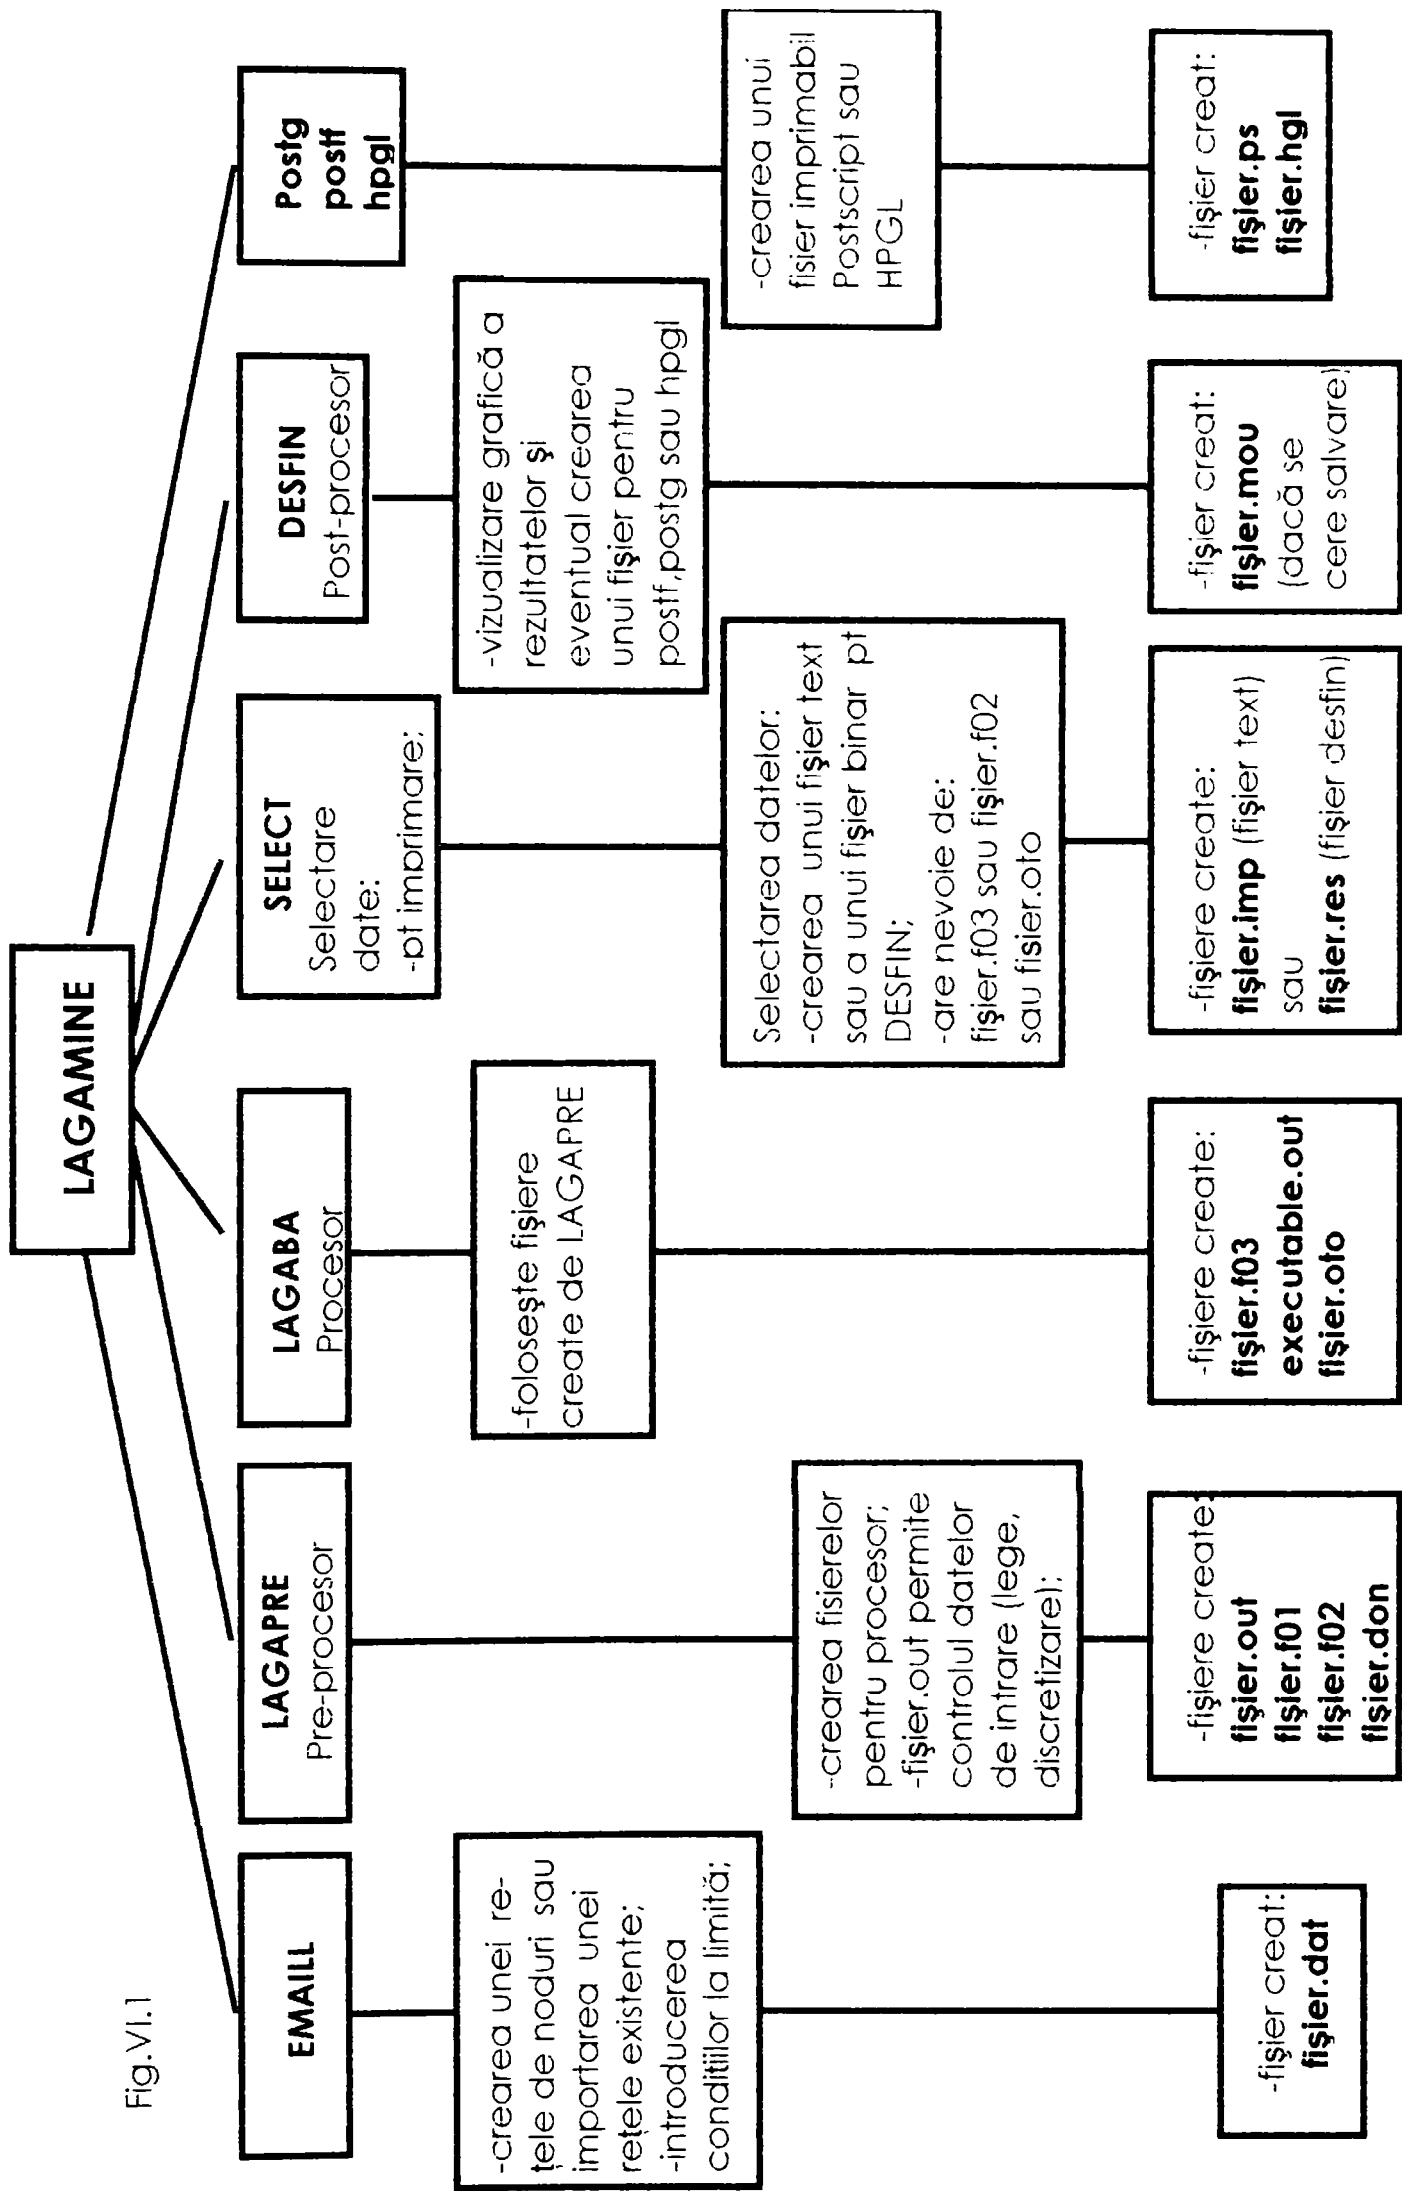 Fig.VI.1
LAGAMINE
EMAILL
LAGAPRE
Pre-procesor
LAGABA
Procesor
SELECT
Selectare
date:
-pt imprimare;
DESFIN
Post-procesor
Postg
postf
hpgl
-crearea unei re-
țele de noduri sau
importarea unei
rețele existente;
-introducerea
conditiilor la limită;
-crearea fisierelor
pentru procesor;
-fișier.out permite
controlul datelor
de intrare (lege,
discretizare);
-folosește fișiere
create de LAGAPRE
Selectarea datelor:
-crearea unui fișier text
sau a unui fișier binar pt
DESFIN;
-are nevoie de:
fișier.f03 sau fișier.f02
sau fisier.oto
-vizualizare grafică a
rezultatelor și
eventual crearea
unui fișier pentru
postf,postg sau hpgl
-crearea unui
fisier imprimabil
Postscript sau
HPGL
-fișier creat:
fișier.dat
-fișiere create:
fișier.out
fișier.f01
fișier.f02
fișier.don
-fișiere create:
fișier.f03
executable.out
fișier.oto
-fișiere create:
fișier.imp (fișier text)
sau
fișier.res (fișier desfin)
-fișier creat:
fișier.mou
(dacă se
cere salvare)
-fișier creat:
fișier.ps
fișier.hgl